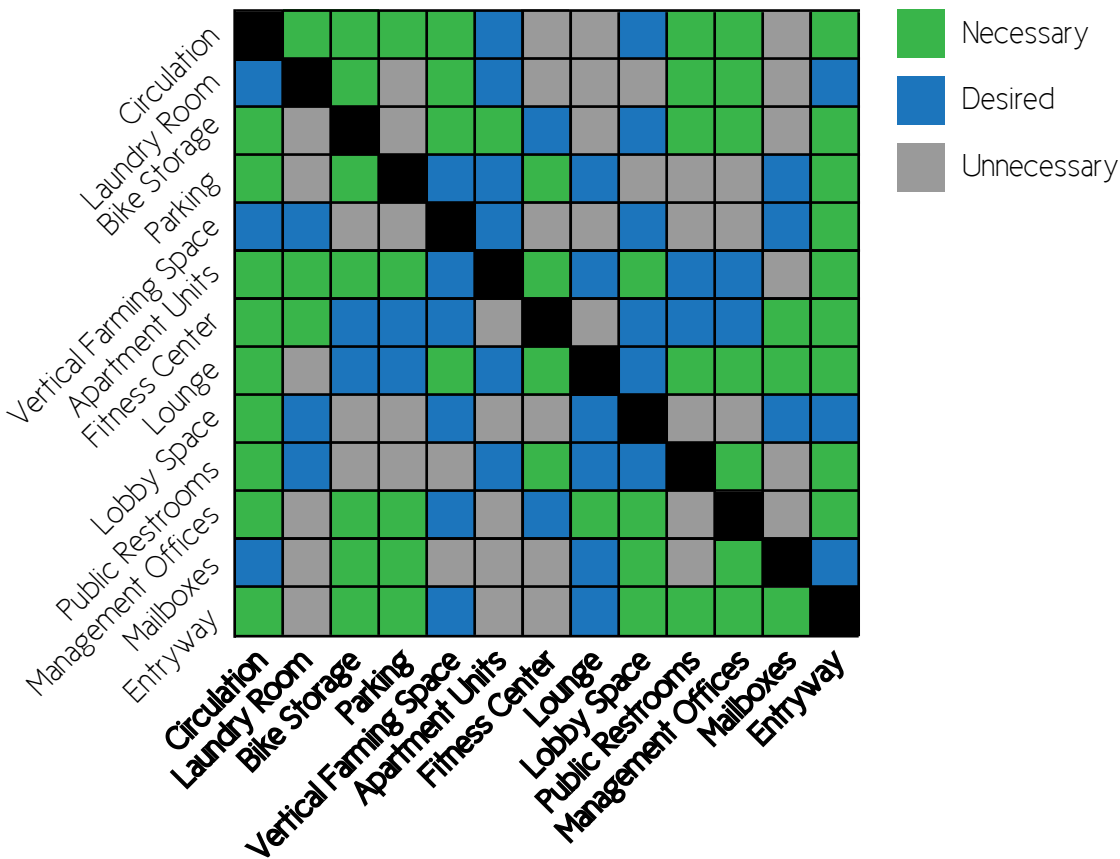 Circulation
Laundry Room
Bike Storage
Parking
Vertical Farming Space
Apartment Units
Fitness Center
Lounge
Lobby Space
Public Restrooms
Management Offices
Mailboxes
Entryway
Necessary
Desired
Unnecessary
Circulation
Laundry Room
Bike Storage
Parking
Vertical Farming Space
Apartment Units
Fitness Center
Lounge
Lobby Space
Public Restrooms
Management Offices
Mailboxes
Entryway